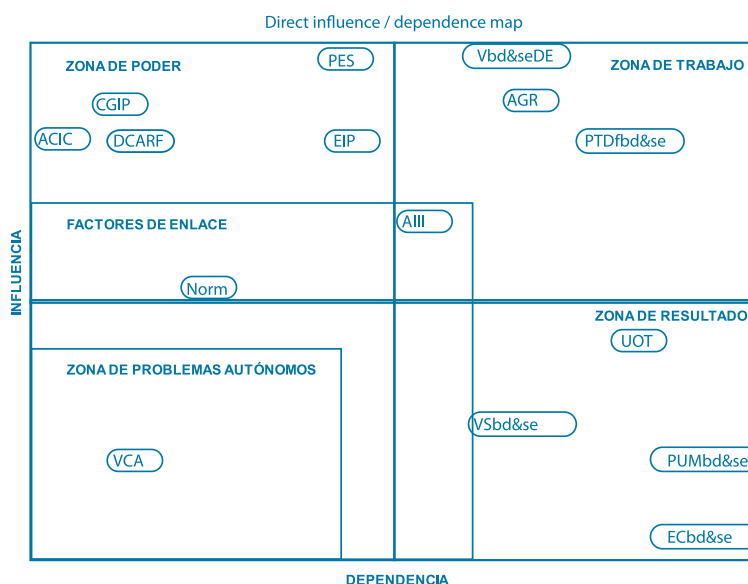 Direct influence / dependence map
ZONA DE PODER
PES
Vbd&seDE
ZONA DE TRABAJO
CGIP
AGR
ACIC
DCARF
EIP
PTDfbd&se
FACTORES DE ENLACE
AIII
Norm
INFLUENCIA
ZONA DE RESULTADO
UOT
ZONA DE PROBLEMAS AUTÓNOMOS
VSbd&se
VCA
PUMbd&se
ECbd&se
DEPENDENCIA